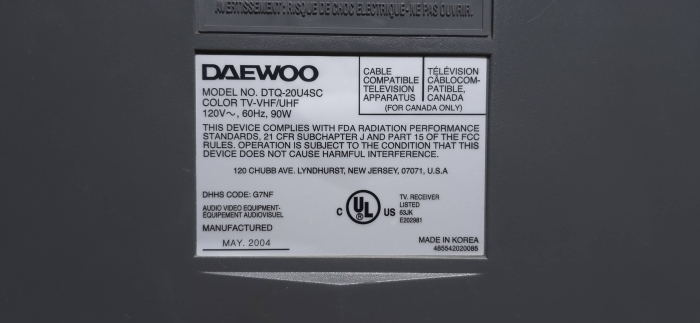 AVERTISSEMENT: RISQUE DE CHOC ELECTRIQUE- NE PAS OUVRIR.
DAEWOO
MODEL NO. DTQ-20U4SC
COLOR TV-VHF/UHF
120V~, 60Hz, 90W
CABLE
COMPATIBLE
TELEVISION
APPARATUS
TÉLÉVISION
CÂBLOCOM-
PATIBLE,
CANADA
(FOR CANADA ONLY)
THIS DEVICE COMPLIES WITH FDA RADIATION PERFORMANCE
STANDARDS, 21 CFR SUBCHAPTER J AND PART 15 OF THE FCC
RULES. OPERATION IS SUBJECT TO THE CONDITION THAT THIS
DEVICE DOES NOT CAUSE HARMFUL INTERFERENCE.
120 CHUBB AVE. LYNDHURST, NEW JERSEY, 07071, U.S.A
DHHS CODE: G7NF
AUDIO VIDEO EQUIPMENT-
ÉQUIPEMENT AUDIOVISUEL
MANUFACTURED
MAY. 2004
C UL ® US
TV. RECEIVER
LISTED
63JK
E202981
MADE IN KOREA
485542020085